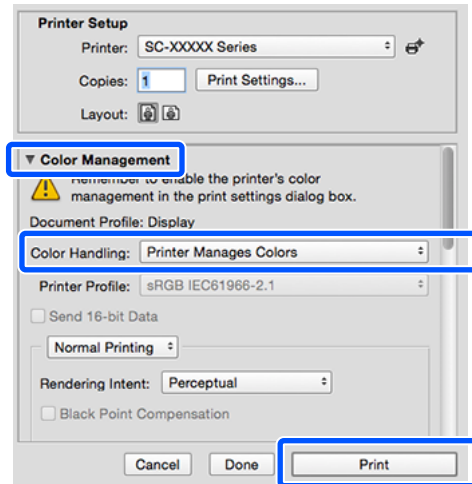 Printer Setup
Printer: SC-XXXXX Series
Copies: 1 Print Settings...
Layout:
▼ Color Management
Remember to enable the printer's color
management in the print settings dialog box.
Document Profile: Display
Color Handling: Printer Manages Colors
Printer Profile: sRGB IEC61966-2.1
Send 16-bit Data
Normal Printing
Rendering Intent: Perceptual
Black Point Compensation
Cancel Done Print